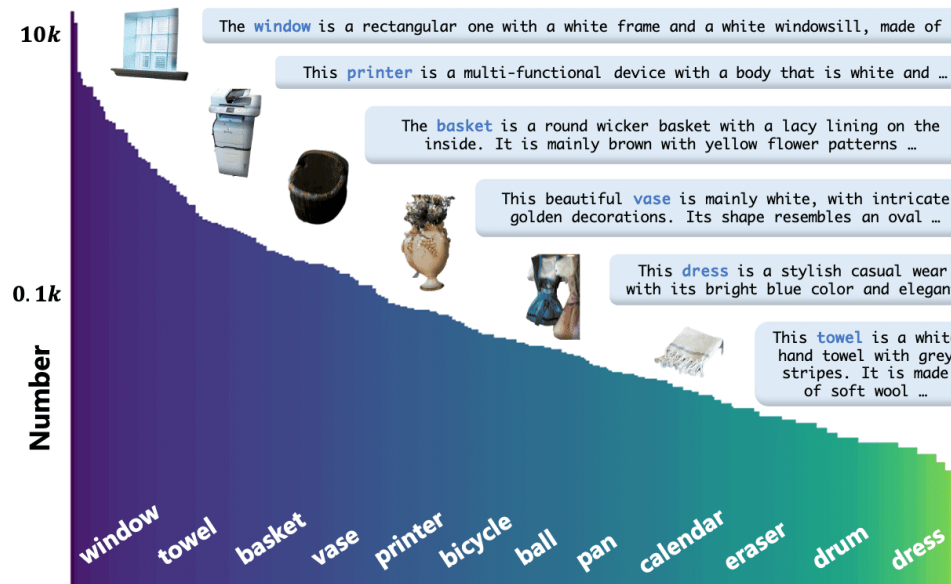 10k
The window is a rectangular one with a white frame and a white windowsill, made of
This printer is a multi-functional device with a body that is white and …
The basket is a round wicker basket with a lacy lining on the
inside. It is mainly brown with yellow flower patterns …
This beautiful vase is mainly white, with intricate
golden decorations. Its shape resembles an oval …
This dress is a stylish casual wear
with its bright blue color and elegan
0.1k
This towel is a white
hand towel with grey
stripes. It is made
of soft wool …
Number
window
towel
basket
vase
printer
bicycle
ball
pan
calendar
eraser
drum
dress